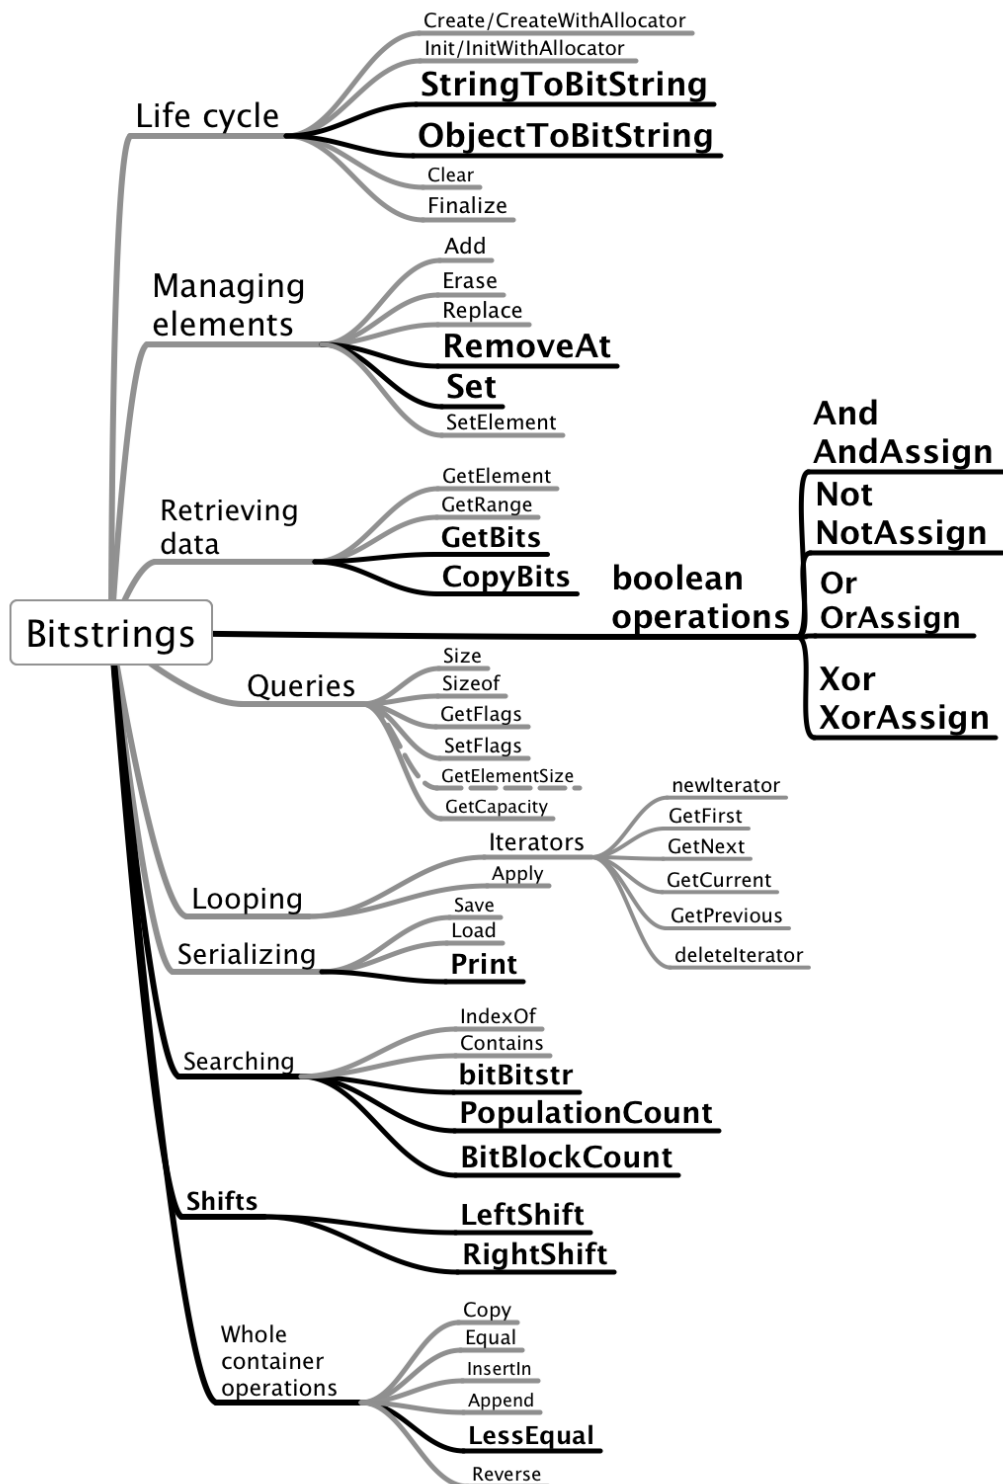 Bitstrings
Life cycle
Create/CreateWithAllocator
Init/InitWithAllocator
StringToBitString
ObjectToBitString
Clear
Finalize
Managing
elements
Add
Erase
Replace
RemoveAt
Set
SetElement
Retrieving
data
GetElement
GetRange
GetBits
CopyBits
boolean
operations
And
AndAssign
Not
NotAssign
Or
OrAssign
Xor
XorAssign
Queries
Size
Sizeof
GetFlags
SetFlags
GetElementSize
GetCapacity
Looping
Iterators
newIterator
GetFirst
GetNext
GetCurrent
GetPrevious
deleteIterator
Apply
Serializing
Save
Load
Print
Searching
IndexOf
Contains
bitBitstr
PopulationCount
BitBlockCount
Shifts
LeftShift
RightShift
Whole
container
operations
Copy
Equal
InsertIn
Append
LessEqual
Reverse